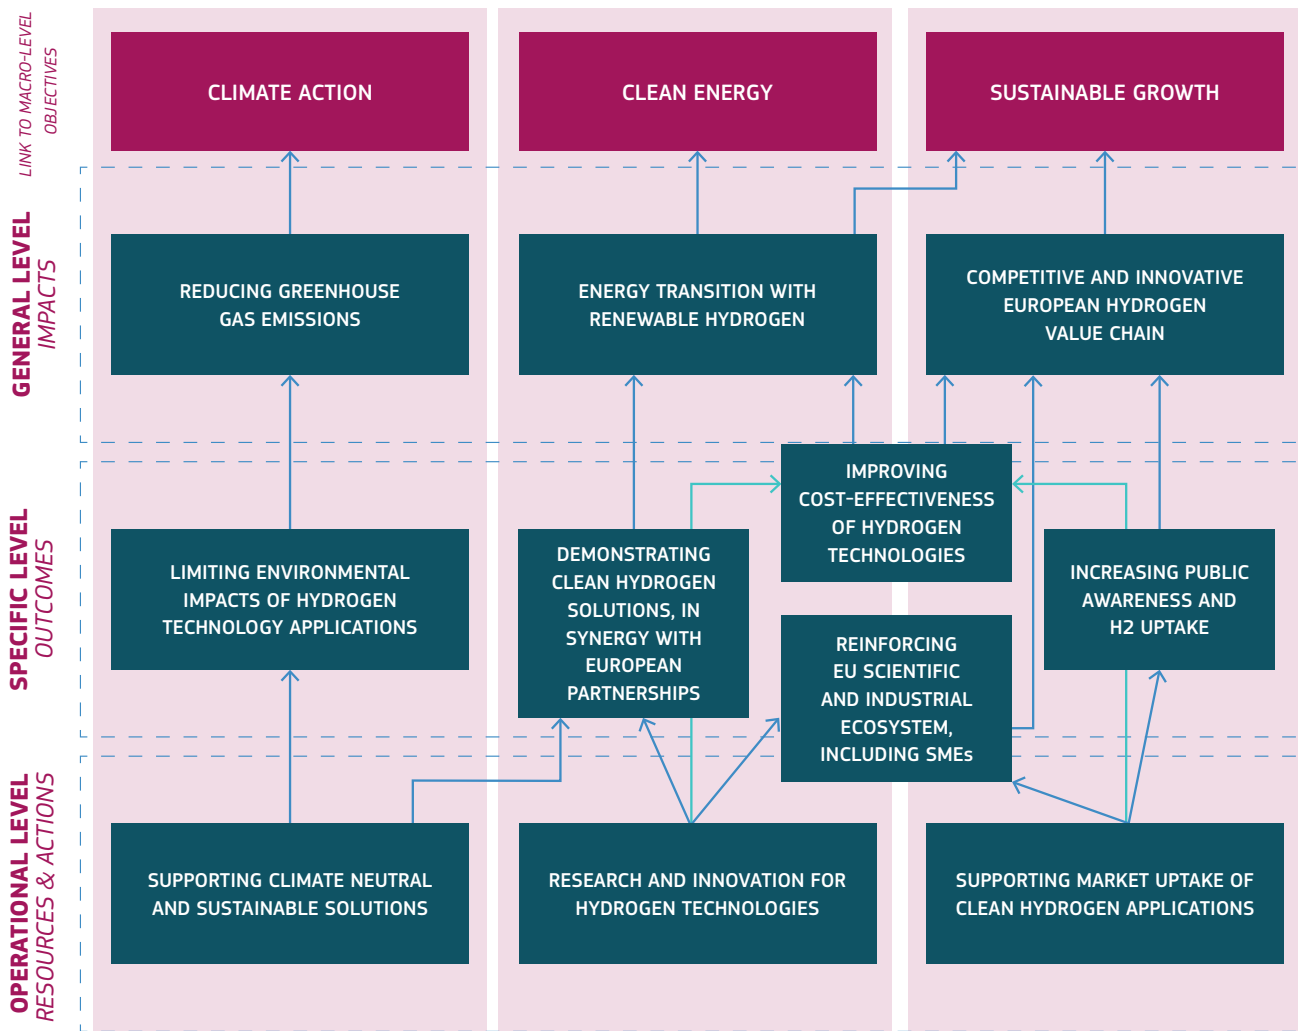 LINK TO MACRO-LEVEL
OBJECTIVES
CLIMATE ACTION
CLEAN ENERGY
SUSTAINABLE GROWTH
GENERAL LEVEL
IMPACTS
REDUCING GREENHOUSE
GAS EMISSIONS
ENERGY TRANSITION WITH
RENEWABLE HYDROGEN
COMPETITIVE AND INNOVATIVE
EUROPEAN HYDROGEN
VALUE CHAIN
SPECIFIC LEVEL
OUTCOMES
LIMITING ENVIRONMENTAL
IMPACTS OF HYDROGEN
TECHNOLOGY APPLICATIONS
DEMONSTRATING
CLEAN HYDROGEN
SOLUTIONS, IN
SYNERGY WITH
EUROPEAN
PARTNERSHIPS
IMPROVING
COST-EFFECTIVENESS
OF HYDROGEN
TECHNOLOGIES
REINFORCING
EU SCIENTIFIC
AND INDUSTRIAL
ECOSYSTEM,
INCLUDING SMEs
INCREASING PUBLIC
AWARENESS AND
H2 UPTAKE
OPERATIONAL LEVEL
RESOURCES & ACTIONS
SUPPORTING CLIMATE NEUTRAL
AND SUSTAINABLE SOLUTIONS
RESEARCH AND INNOVATION FOR
HYDROGEN TECHNOLOGIES
SUPPORTING MARKET UPTAKE OF
CLEAN HYDROGEN APPLICATIONS